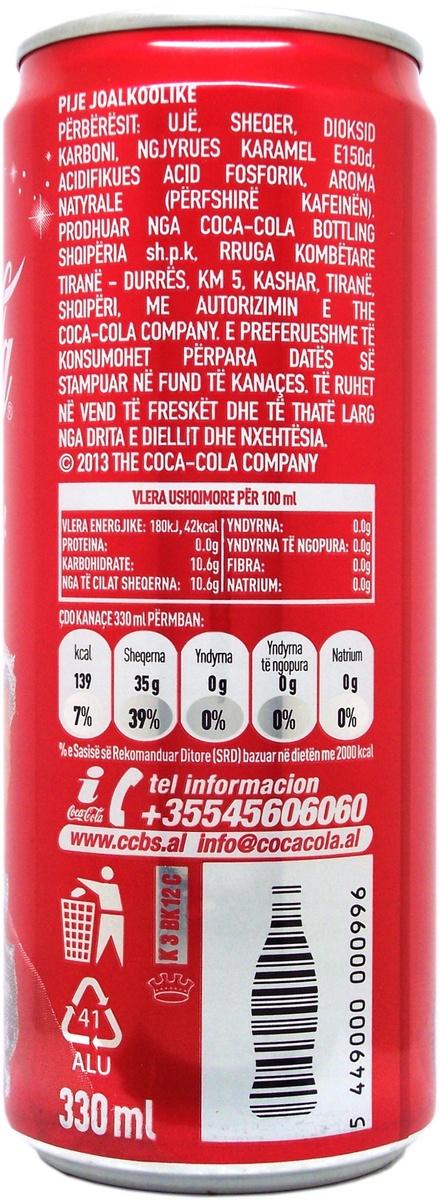 PIJE JOALKOOLIKE
PËRBËRËSIT: UJË, SHEQER, DIOKSID
KARBONI, NGJYRUES KARAMEL E150d,
ACIDIFIKUES ACID FOSFORIK, AROMA
NATYRALE (PËRFSHIRË KAFEINËN).
PRODHUAR NGA COCA-COLA BOTTLING
SHQIPËRIA sh.p.k, RRUGA KOMBËTARE
TIRANË - DURRËS, KM 5, KASHAR, TIRANË,
SHQIPËRI, ME AUTORIZIMIN E THE
COCA-COLA COMPANY. E PREFERUESHME TË
KONSUMOHET PËRPARA DATËS SË
STAMPUAR NË FUND TË KANAÇES. TË RUHET
NË VEND TË FRESKËT DHE TË THATË LARG
NGA DRITA E DIELLIT DHE NXEHTËSIA.
© 2013 THE COCA-COLA COMPANY
VLERA USHQIMORE PËR 100 ml
VLERA ENERGJIKE: 180kJ, 42kcal YNDYRNA: 0.0g
PROTEINA: 0.0g YNDYRNA TË NGOPURA: 0.0g
KARBOHIDRATE: 10.6g FIBRA: 0.0g
NGA TË CILAT SHEQERNA: 10.6g NATRIUM: 0.0g
ÇDO KANAÇE 330 ml PËRMBAN:
kcal Sheqerna Yndyrna Yndyrna të ngopura Natrium
139 35 g 0 g 0 g 0 g
7% 39% 0% 0% 0%
% e Sasisë së Rekomanduar Ditore (SRD) bazuar në dietën me 2000 kcal
i Coca-Cola
tel informacion
+35545606060
www.ccbs.al info@cocacola.al
K 3 BK12C
41
ALU
330 ml
5 449000 000996